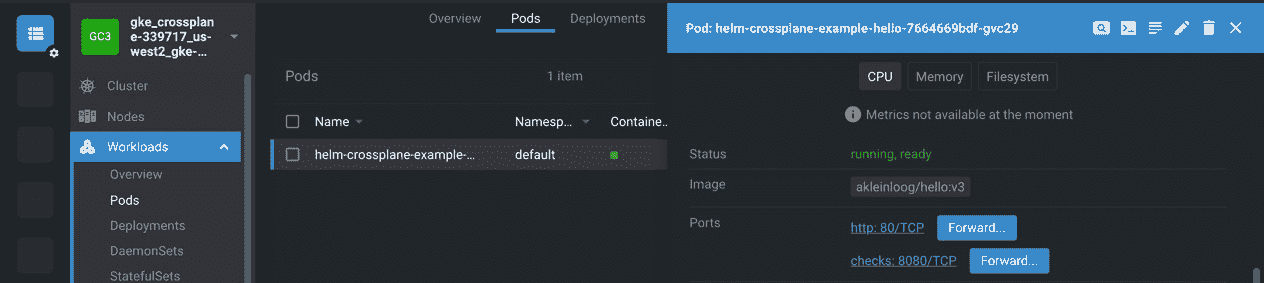 GC3
gke_crossplan
e-339717_us-
west2_gke-...
Cluster
Nodes
Workloads
Overview
Pods
Deployments
DaemonSets
StatefulSets
Overview
Pods
Deployments
Pods
1 item
Name
Namesp...
Containe..
helm-crossplane-example-...
default
Pod: helm-crossplane-example-hello-7664669bdf-gvc29
CPU
Memory
Filesystem
Metrics not available at the moment
Status
running, ready
Image
akleinloog/hello:v3
Ports
http: 80/TCP
Forward...
checks: 8080/TCP
Forward...